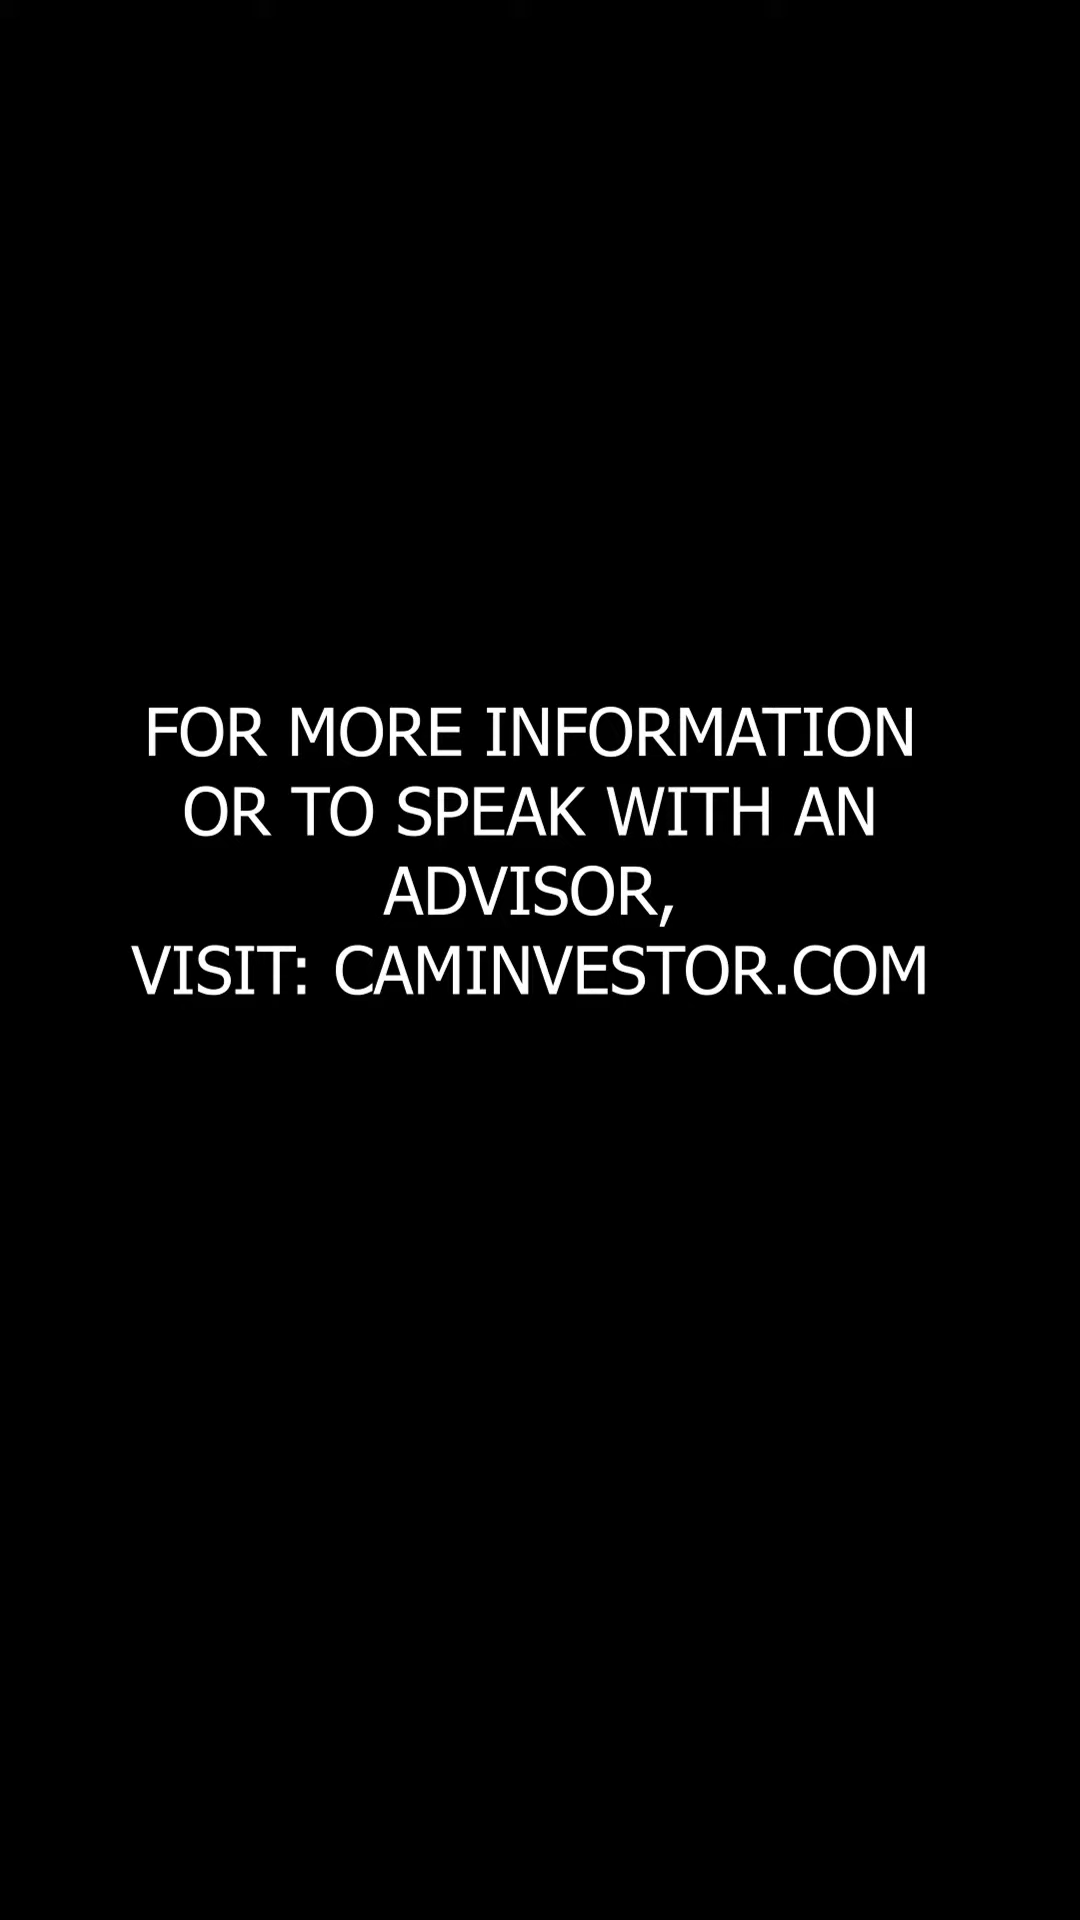 FOR MORE INFORMATION
OR TO SPEAK WITH AN
ADVISOR,
VISIT: CAMINVESTOR.COM